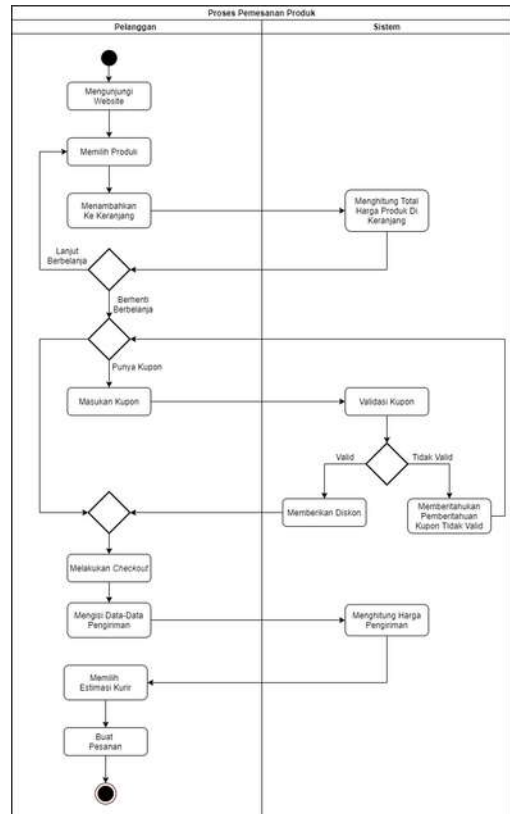 Proses Pemesanan Produk
Pelanggan
Sistem
Mengunjungi
Website
Memilih Produk
Menambahkan
Ke Keranjang
Menghitung Total
Harga Produk Di
Keranjang
Lanjut
Berbelanja
Berhenti
Berbelanja
Punya Kupon
Masukan Kupon
Validasi Kupon
Valid
Tidak Valid
Memberikan Diskon
Memberitahukan
Pemberitahuan
Kupon Tidak Valid
Melakukan Checkout
Mengisi Data-Data
Pengiriman
Menghitung Harga
Pengiriman
Memilih
Estimasi Kurir
Buat
Pesanan